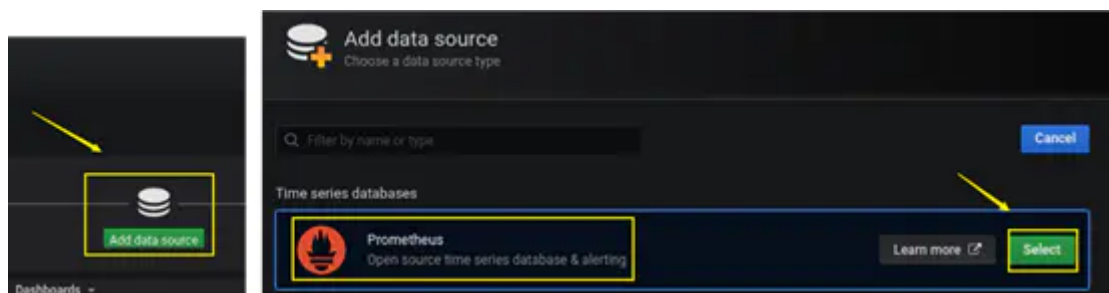 Add data source
Dashboards
Add data source
Choose a data source type
Filter by name or type
Cancel
Time series databases
Prometheus
Open source time series database & alerting
Learn more
Select